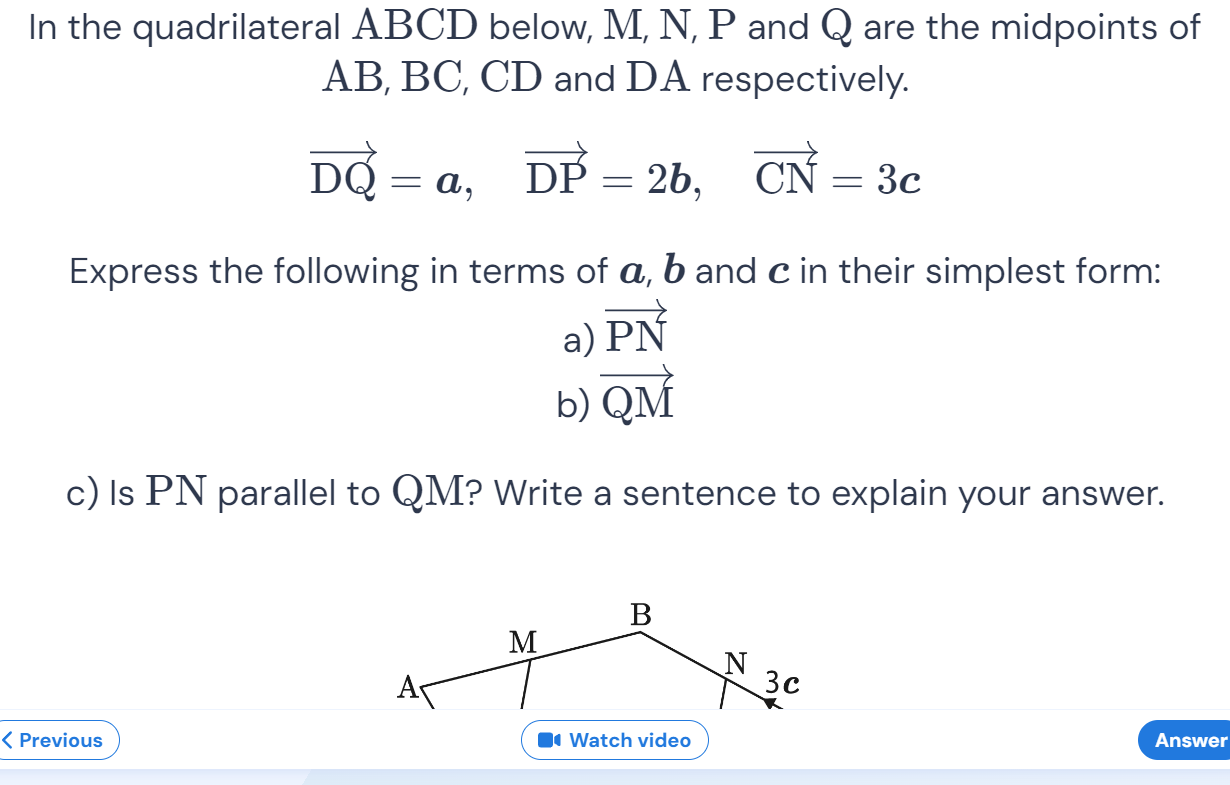 In the quadrilateral ABCD below, M, N, P and Q are the midpoints of
AB, BC, CD and DA respectively.
$\overrightarrow{DQ} = \boldsymbol{a}, \quad \overrightarrow{DP} = 2\boldsymbol{b}, \quad \overrightarrow{CN} = 3\boldsymbol{c}$
Express the following in terms of $\boldsymbol{a}$, $\boldsymbol{b}$ and $\boldsymbol{c}$ in their simplest form:
a) $\overrightarrow{PN}$
b) $\overrightarrow{QM}$
c) Is PN parallel to QM? Write a sentence to explain your answer.
B
M
N
3c
A
Previous
Watch video
Answer